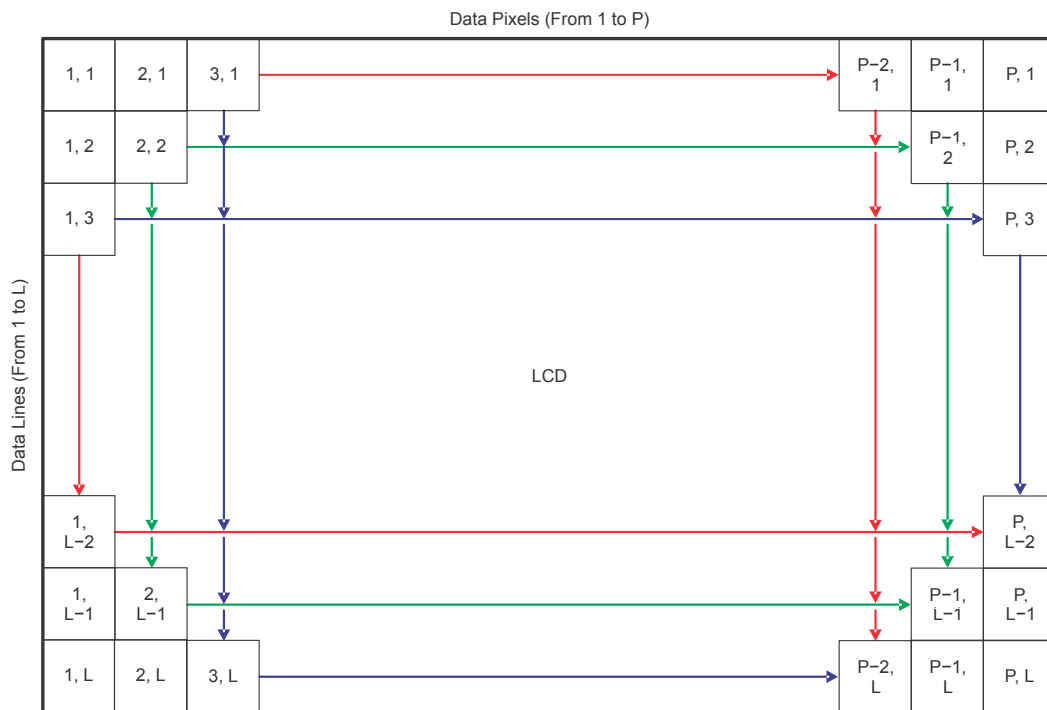 Data Pixels (From 1 to P)
1, 1
2, 1
3, 1
P−2,
1
P−1,
1
P, 1
1, 2
2, 2
P−1,
2
P, 2
1, 3
P, 3
Data Lines (From 1 to L)
LCD
1,
L−2
P,
L−2
1,
L−1
2,
L−1
P−1,
L−1
P,
L−1
1, L
2, L
3, L
P−2,
L
P−1,
L
P, L